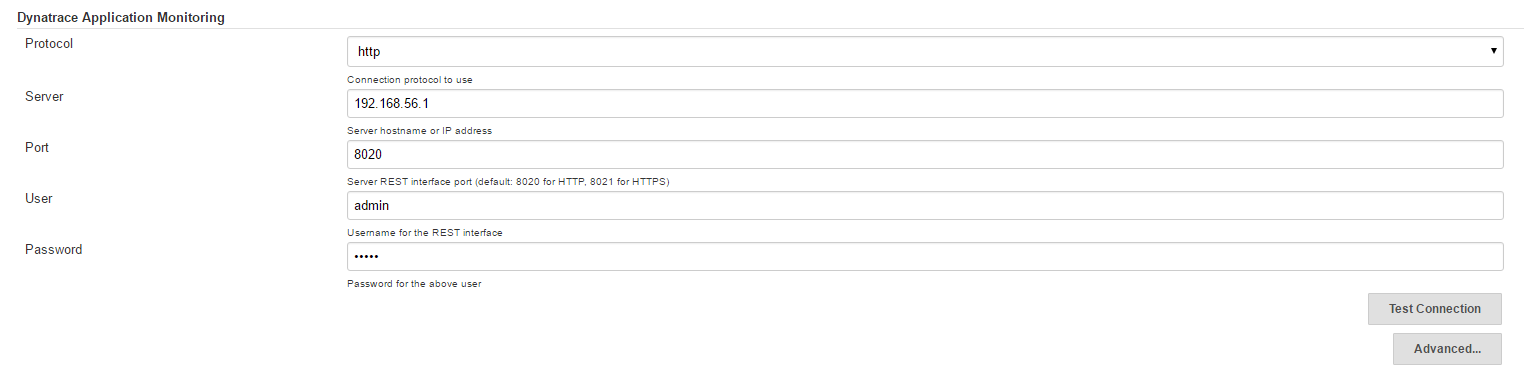 Dynatrace Application Monitoring
Protocol
http
Connection protocol to use
Server
192.168.56.1
Server hostname or IP address
Port
8020
Server REST interface port (default: 8020 for HTTP, 8021 for HTTPS)
User
admin
Username for the REST interface
Password
•••••
Password for the above user
Test Connection
Advanced...